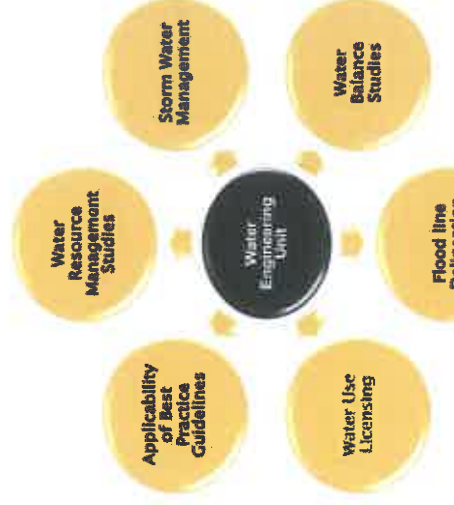 Water
Resource
Management
Studies
Storm Water
Management
Applicability
of Best
Practice
Guidelines
Water
Engineering
Unit
Water
Balance
Studies
Water Use
Licensing
Flood line